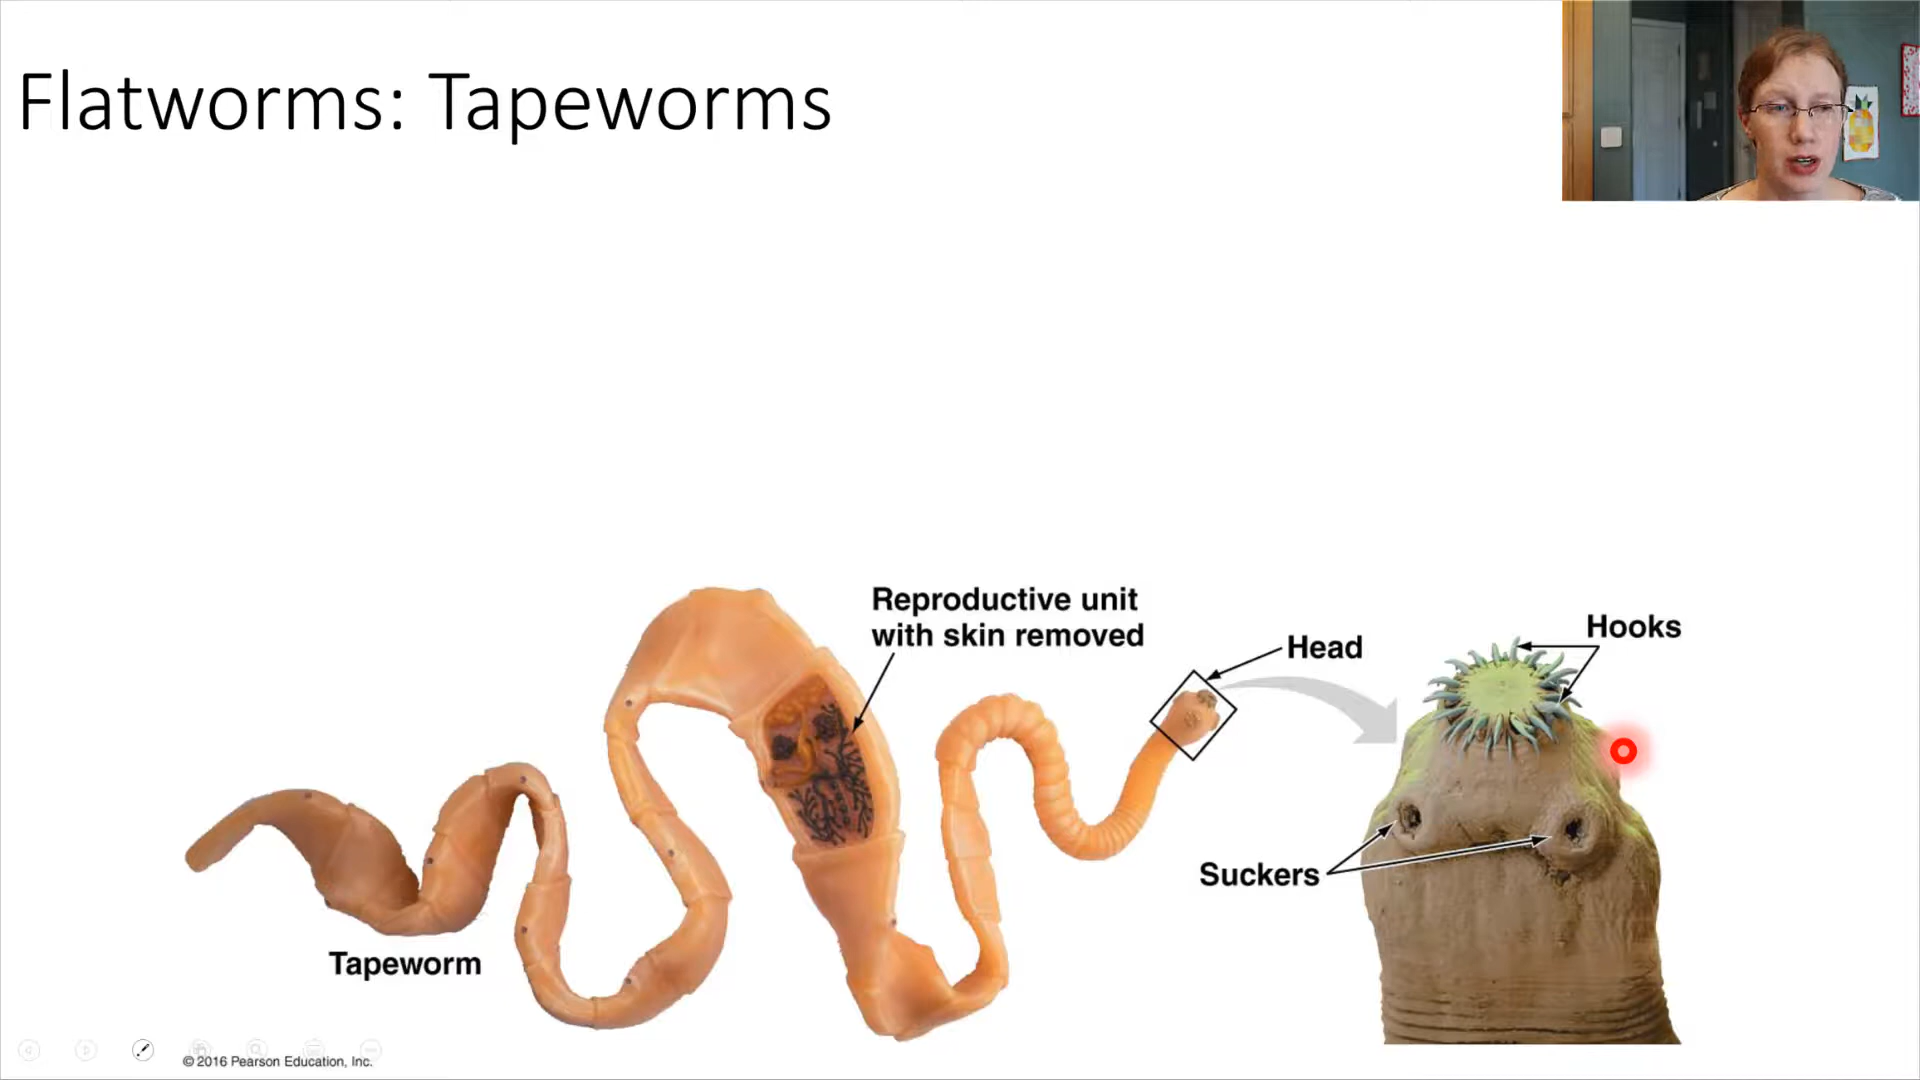 Flatworms: Tapeworms
Reproductive unit
with skin removed
Head
Hooks
Suckers
Tapeworm
© 2016 Pearson Education, Inc.